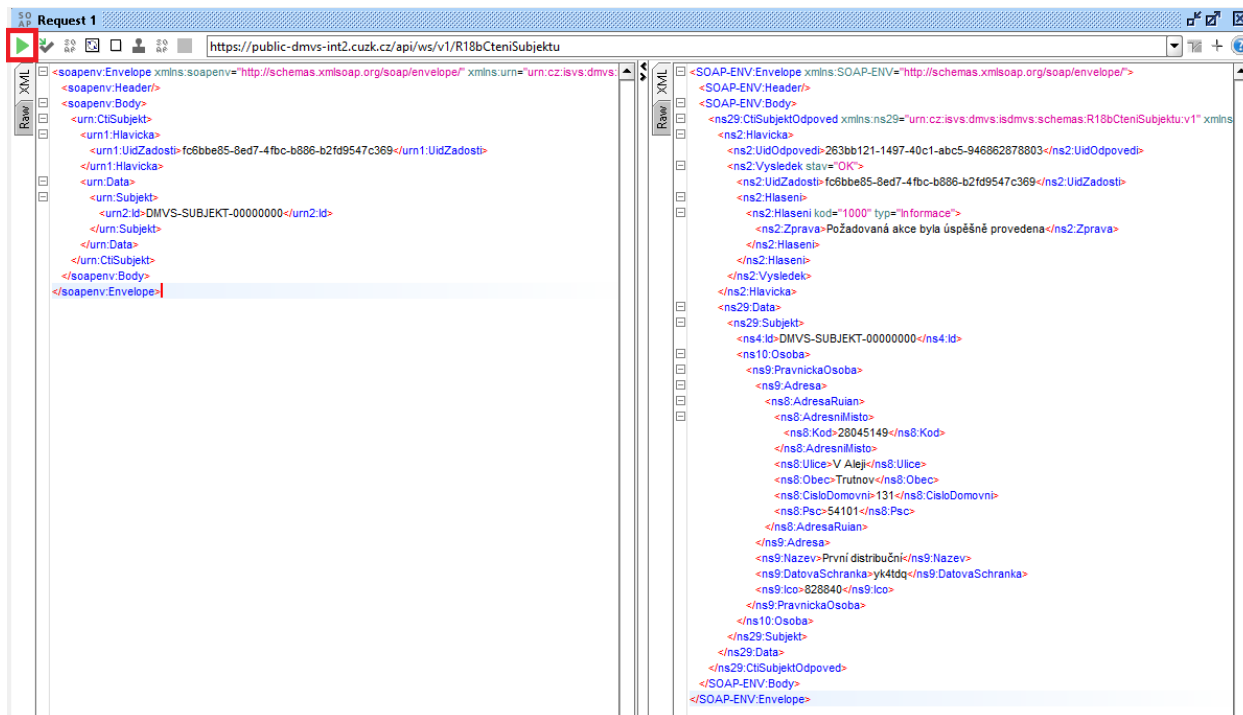 SOAP Request 1
https://public-dmvs-int2.cuzk.cz/api/ws/v1/R18bCteniSubjektu
XML
Raw
<soapenv:Envelope xmlns:soapenv="http://schemas.xmlsoap.org/soap/envelope/" xmlns:urn="urn:cz:isvs:dmvs:
<soapenv:Header/>
<soapenv:Body>
<urn:CtiSubjekt>
<urn1:Hlavicka>
<urn1:UidZadosti>fc6bbe85-8ed7-4fbc-b886-b2fd9547c369</urn1:UidZadosti>
</urn1:Hlavicka>
<urn:Data>
<urn:Subjekt>
<urn2:Id>DMVS-SUBJEKT-00000000</urn2:Id>
</urn:Subjekt>
</urn:Data>
</urn:CtiSubjekt>
</soapenv:Body>
</soapenv:Envelope>
XML
Raw
<SOAP-ENV:Envelope xmlns:SOAP-ENV="http://schemas.xmlsoap.org/soap/envelope/">
<SOAP-ENV:Header/>
<SOAP-ENV:Body>
<ns29:CtiSubjektOdpoved xmlns:ns29="urn:cz:isvs:dmvs:isdmvs:schemas:R18bCteniSubjektu:v1" xmlns
<ns2:Hlavicka>
<ns2:UidOdpovedi>263bb121-1497-40c1-abc5-946862878803</ns2:UidOdpovedi>
<ns2:Vysledek stav="OK">
<ns2:UidZadosti>fc6bbe85-8ed7-4fbc-b886-b2fd9547c369</ns2:UidZadosti>
<ns2:Hlaseni>
<ns2:Hlaseni kod="1000" typ="Informace">
<ns2:Zprava>Požadovaná akce byla úspěšně provedena</ns2:Zprava>
</ns2:Hlaseni>
</ns2:Hlaseni>
</ns2:Vysledek>
</ns2:Hlavicka>
<ns29:Data>
<ns29:Subjekt>
<ns4:Id>DMVS-SUBJEKT-00000000</ns4:Id>
<ns10:Osoba>
<ns9:PravnickaOsoba>
<ns9:Adresa>
<ns8:AdresaRuian>
<ns8:AdresniMisto>
<ns8:Kod>28045149</ns8:Kod>
</ns8:AdresniMisto>
<ns8:Ulice>V Aleji</ns8:Ulice>
<ns8:Obec>Trutnov</ns8:Obec>
<ns8:CisloDomovni>131</ns8:CisloDomovni>
<ns8:Psc>54101</ns8:Psc>
</ns8:AdresaRuian>
</ns9:Adresa>
<ns9:Nazev>První distribuční</ns9:Nazev>
<ns9:DatovaSchranka>yk4tdq</ns9:DatovaSchranka>
<ns9:Ico>828840</ns9:Ico>
</ns9:PravnickaOsoba>
</ns10:Osoba>
</ns29:Subjekt>
</ns29:Data>
</ns29:CtiSubjektOdpoved>
</SOAP-ENV:Body>
</SOAP-ENV:Envelope>